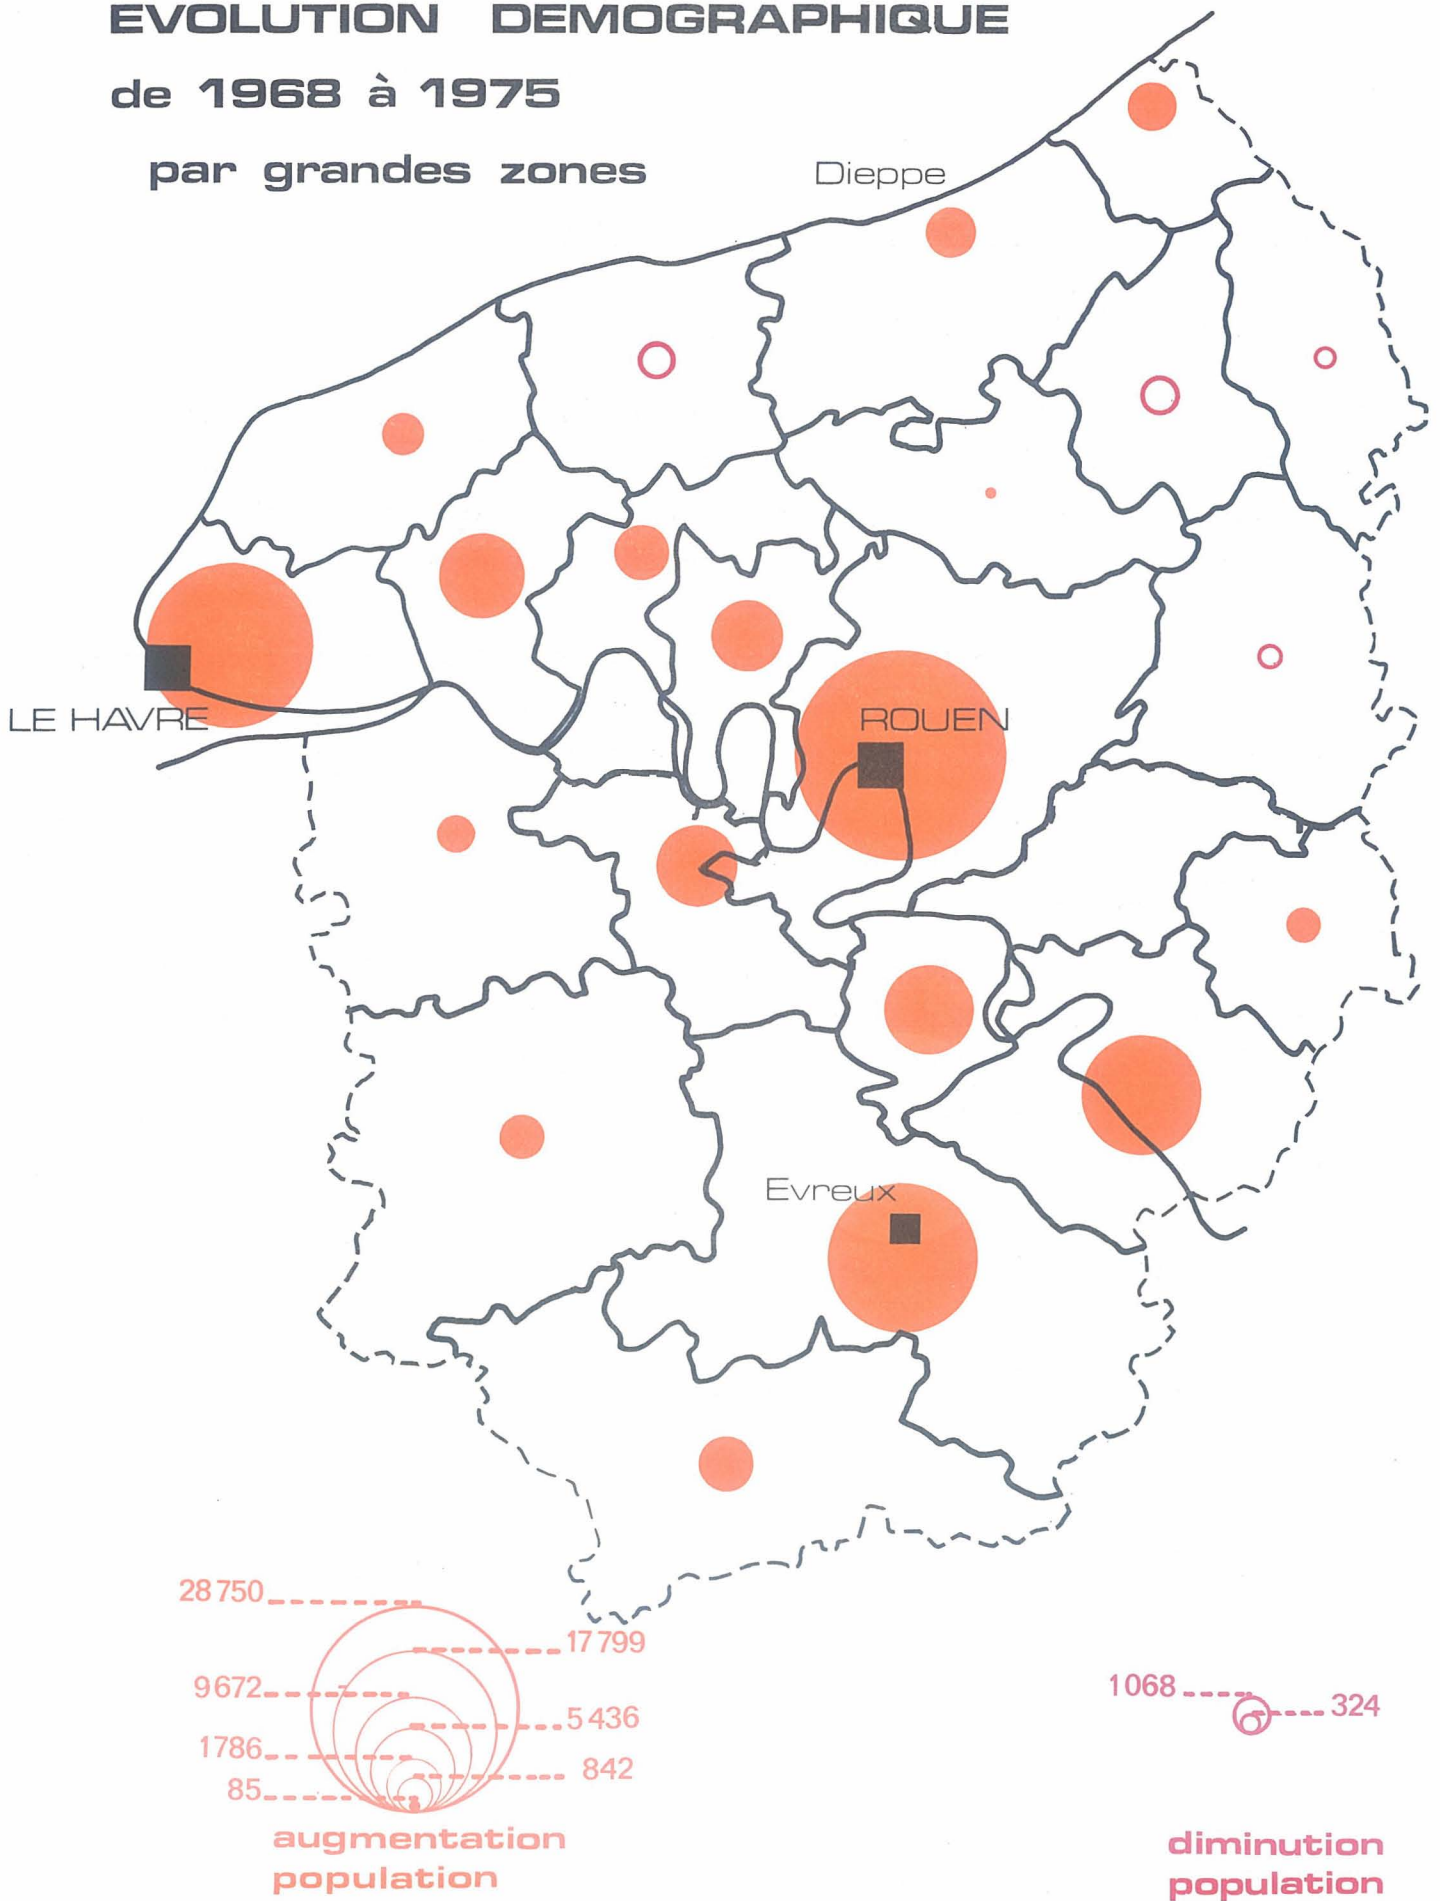 EVOLUTION DEMOGRAPHIQUE
de 1968 à 1975
par grandes zones
Dieppe
LE HAVRE
ROUEN
Evreux
28 750
17 799
9 672
5 436
1786
842
85
augmentation
population
1068
324
diminution
population